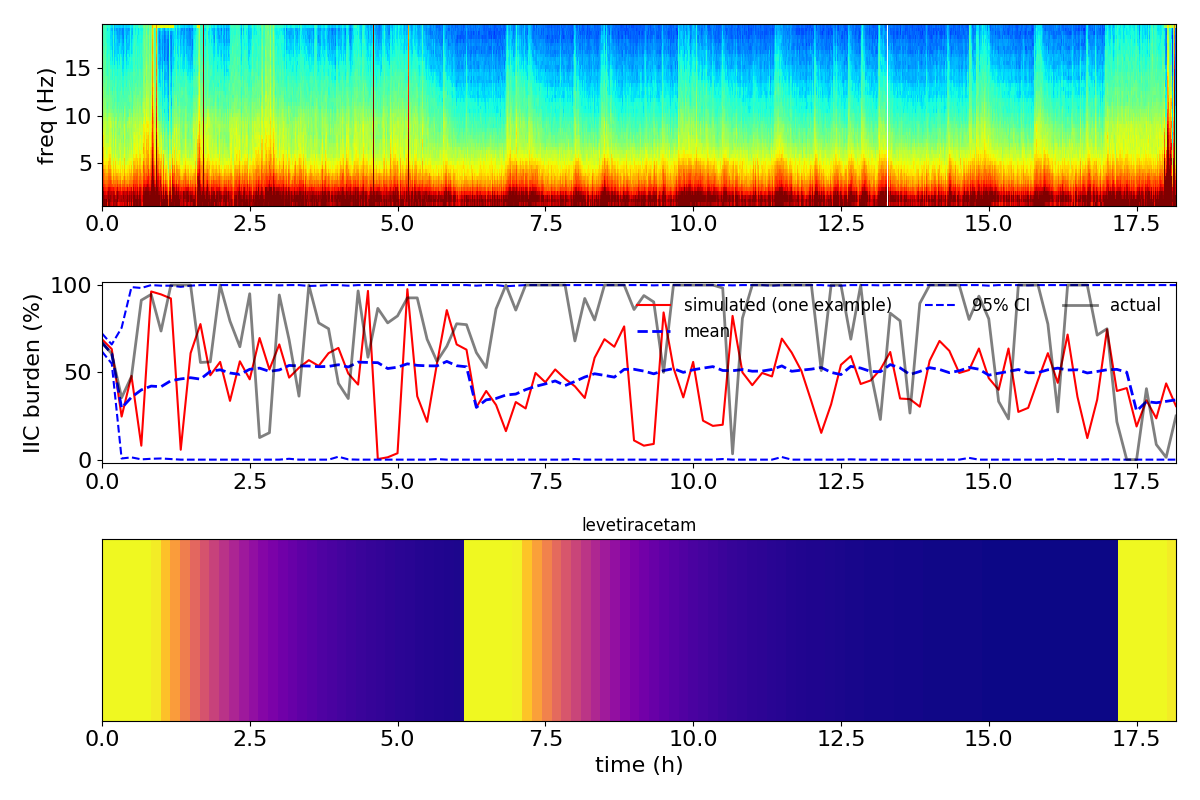 freq (Hz)
15
10
5
0.0 2.5 5.0 7.5 10.0 12.5 15.0 17.5
IIC burden (%)
100
50
0
simulated (one example) 95% CI actual
mean
0.0 2.5 5.0 7.5 10.0 12.5 15.0 17.5
levetiracetam
0.0 2.5 5.0 7.5 10.0 12.5 15.0 17.5
time (h)